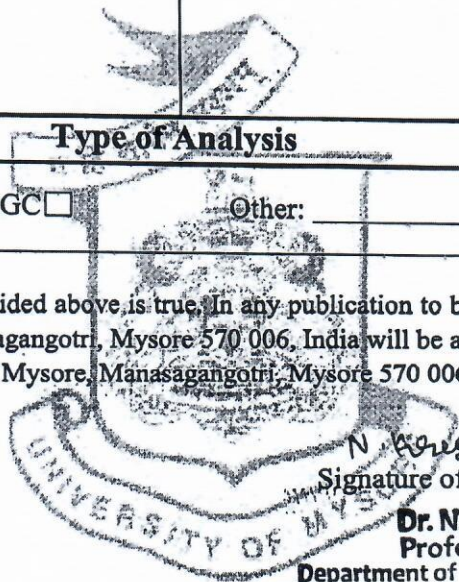 Type of Analysis
GC☐ Other:
ided above is true. In any publication to b
agangotri, Mysore 570 006, India will be a
Mysore, Manasagangotri, Mysore 570 006
N.
Signature of
Dr. N
Profe
Department of
UNIVERSITY OF MYSORE